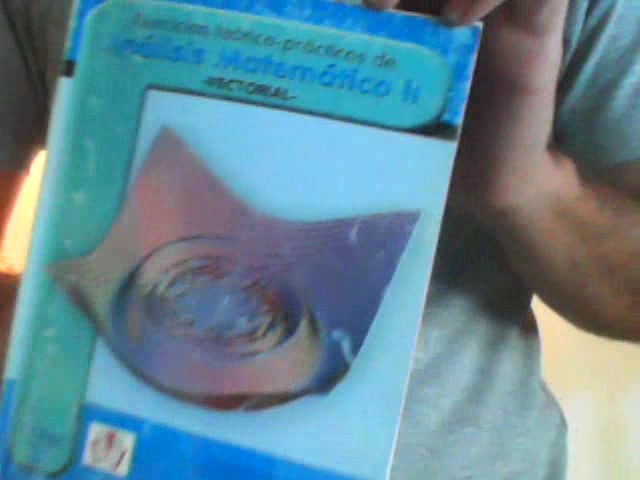 Ejercicios teórico-prácticos de
Análisis Matemático II
-VECTORIAL-